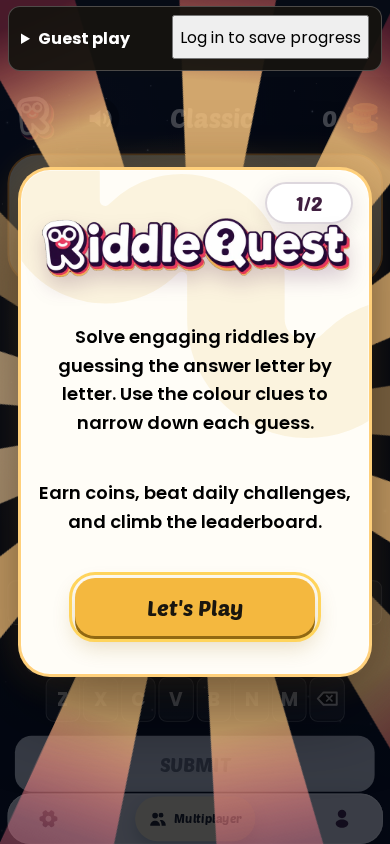 Guest play
Log in to save progress
Classic
0
1/2
RiddleQuest
Solve engaging riddles by
guessing the answer letter by
letter. Use the colour clues to
narrow down each guess.
Earn coins, beat daily challenges,
and climb the leaderboard.
Let's Play
Z X C V B N M
SUBMIT
Multiplayer